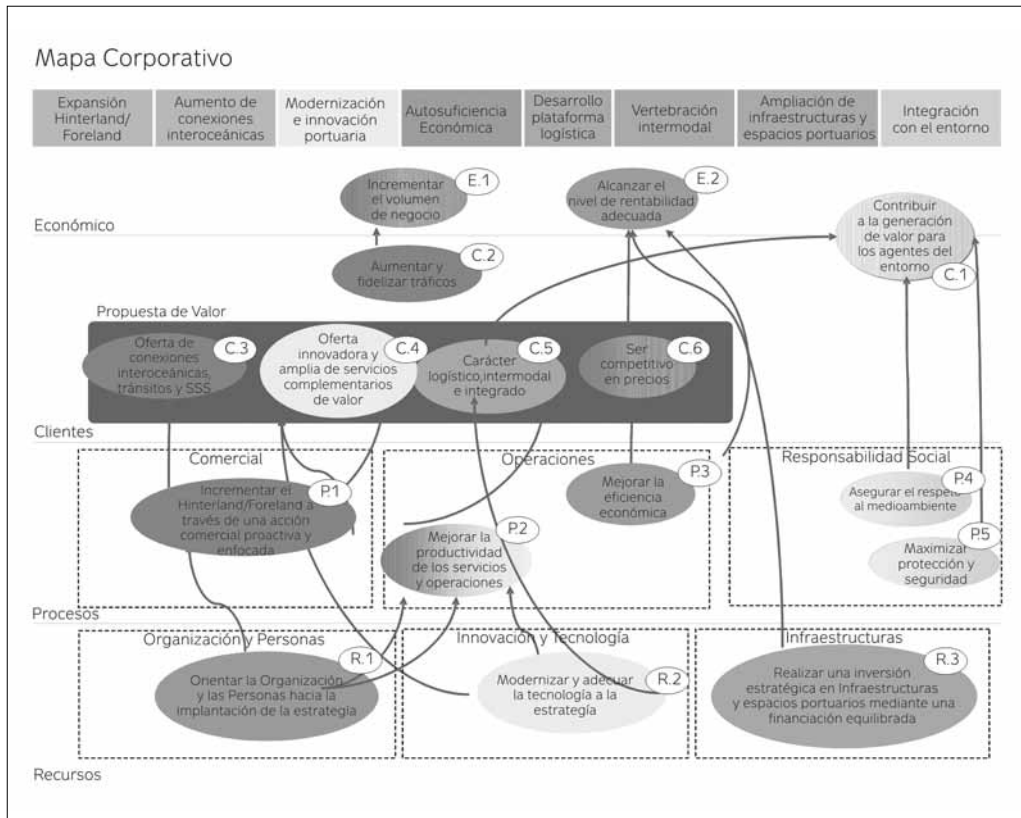 Mapa Corporativo
Expansión
Hinterland/
Foreland
Aumento de
conexiones
interoceánicas
Modernización
e innovación
portuaria
Autosuficiencia
Económica
Desarrollo
plataforma
logística
Vertebración
intermodal
Ampliación de
infraestructuras y
espacios portuarios
Integración
con el entorno
Incrementar
el volumen
de negocio
E.1
Alcanzar el
nivel de rentabilidad
adecuada
E.2
Económico
Contribuir
a la generación
de valor para
los agentes del
entorno
C.1
Aumentar y
fidelizar tráficos
C.2
Propuesta de Valor
Oferta de
conexiones
interoceánicas,
tránsitos y SSS
C.3
Oferta
innovadora y
amplia de servicios
complementarios
de valor
C.4
Carácter
logístico,intermodal
e integrado
C.5
Ser
competitivo
en precios
C.6
Clientes
Comercial
Incrementar el
Hinterland/Foreland a
través de una acción
comercial proactiva y
enfocada
P.1
Operaciones
Mejorar la
productividad
de los servicios
y operaciones
P.2
Mejorar la
eficiencia
económica
P.3
Responsabilidad Social
Asegurar el respeto
al medioambiente
P.4
Maximizar
protección y
seguridad
P.5
Procesos
Organización y Personas
Orientar la Organización
y las Personas hacia la
implantación de la estrategia
R.1
Innovación y Tecnología
Modernizar y adecuar
la tecnología a la
estrategia
R.2
Infraestructuras
Realizar una inversión
estratégica en Infraestructuras
y espacios portuarios mediante una
financiación equilibrada
R.3
Recursos